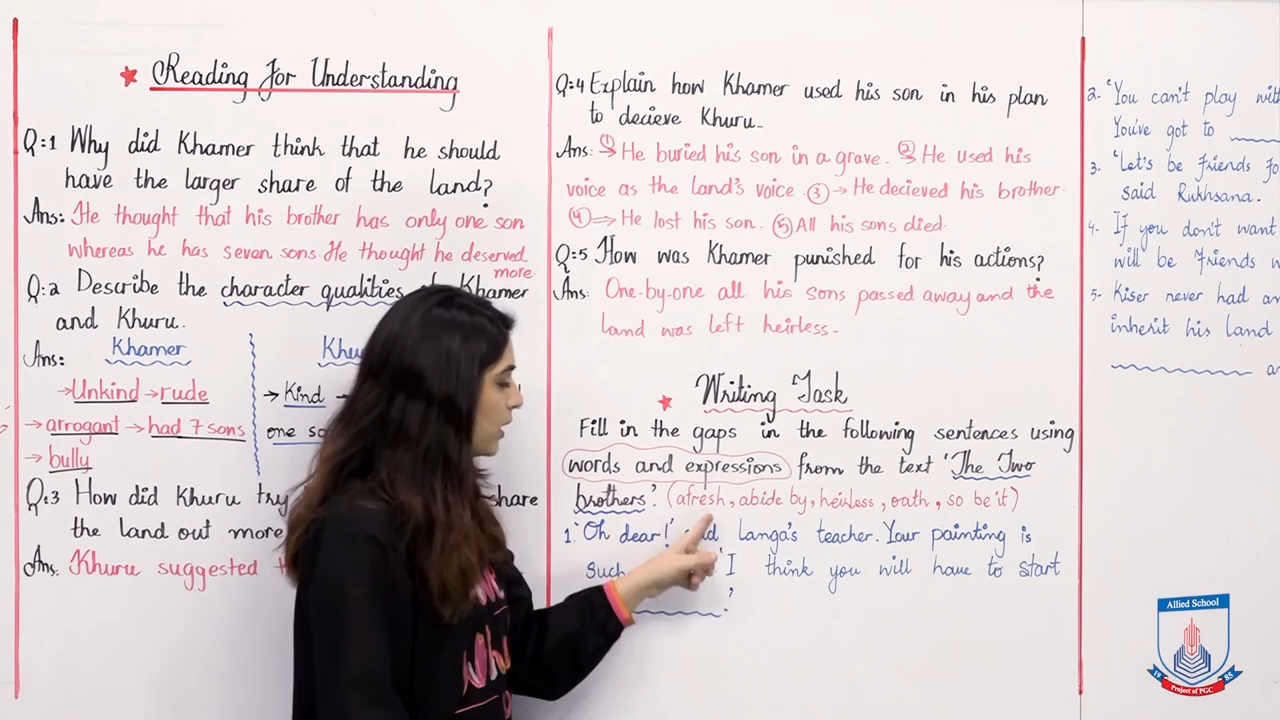 Reading For Understanding
Q:1 Why did Khamer think that he should
have the larger share of the land?
Ans: He thought that his brother has only one son
whereas he has sevan sons. He thought he deserved
more.
Q:2 Describe the character qualities of Khamer
and Khuru.
Ans:
Khamer
→Unkind →rude
→arrogant →had 7 sons
→bully
→Kind
one
Q:3 How did Khuru try share
the land out more
Ans. Khuru suggested
Q:4 Explain how Khamer used his son in his plan
to decieve Khuru.
Ans: ① He buried his son in a grave. ② He used his
voice as the land's voice ③→ He decieved his brother.
④⇒ He lost his son. ⑤ All his sons died.
Q:5 How was Khamer punished for his actions?
Ans: One-by-one all his sons passed away and the
land was left heirless.
Writing Task
Fill in the gaps in the following sentences using
words and expressions from the text 'The Two
brothers'. (afresh, abide by, heirless, oath, so be it)
1. 'Oh dear!' Langa's teacher. Your painting is
such 'I think you will have to start
.'
2. 'You can't play
You've got to
3. 'Let's be friends
said Rukhsana.
4. If you don't want
will be friends
5. Kiser never had
inherit his land
Allied School
19 85
Project of PGC